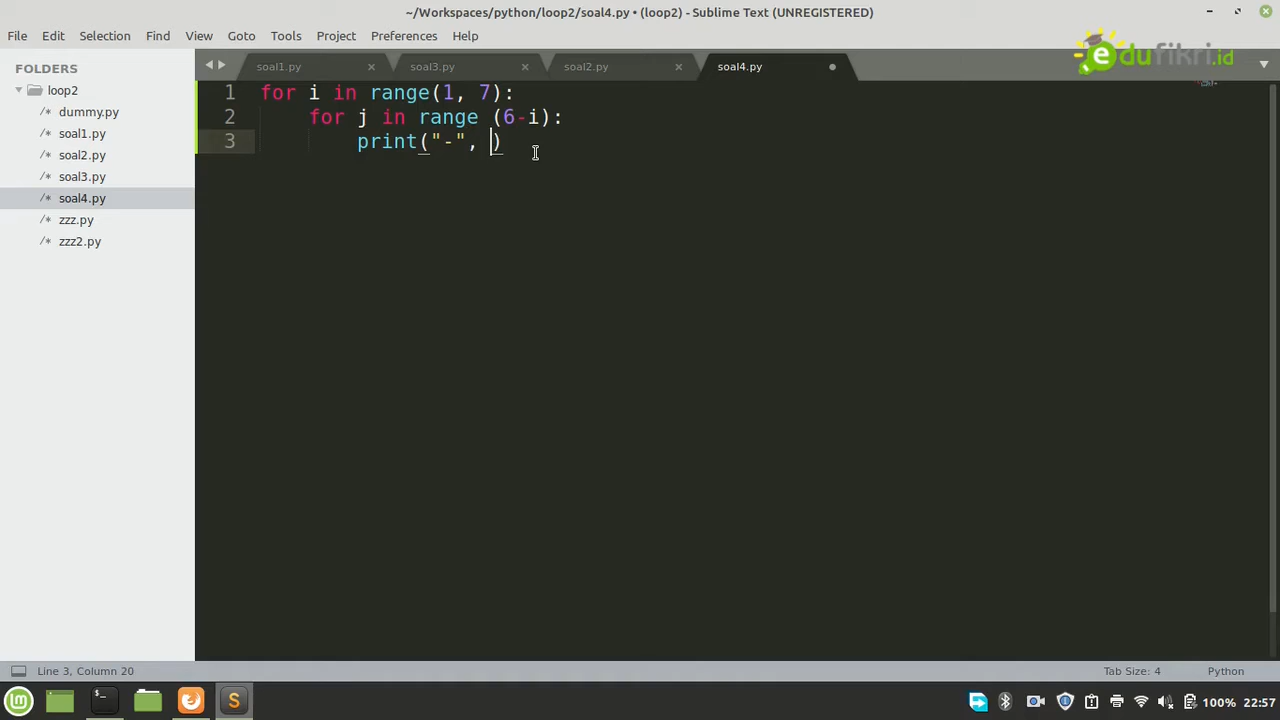 ~/Workspaces/python/loop2/soal4.py • (loop2) - Sublime Text (UNREGISTERED)
File Edit Selection Find View Goto Tools Project Preferences Help
FOLDERS
loop2
/* dummy.py
/* soal1.py
/* soal2.py
/* soal3.py
/* soal4.py
/* zzz.py
/* zzz2.py
soal1.py soal3.py soal2.py soal4.py
edufikri.id
1 for i in range(1, 7):
2     for j in range (6-i):
3         print("-", )
Line 3, Column 20 Tab Size: 4 Python
100% 22:57